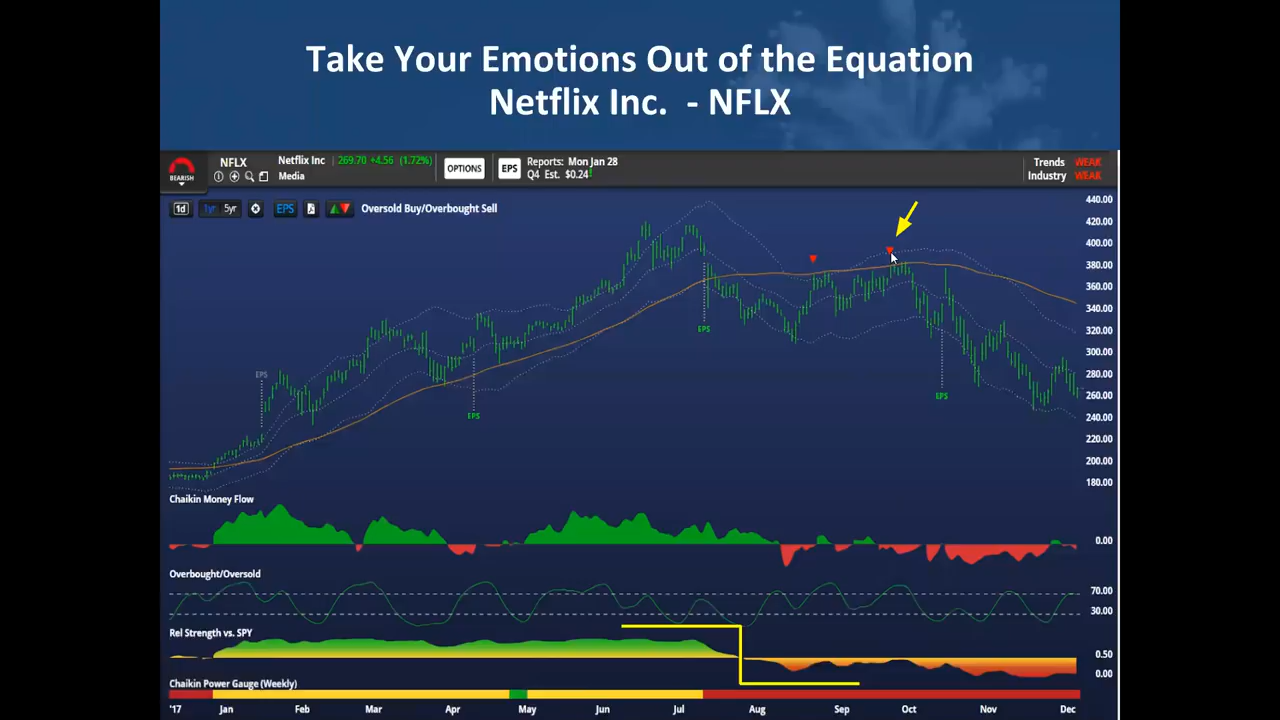 Take Your Emotions Out of the Equation
Netflix Inc. - NFLX
BEARISH
NFLX
Netflix Inc 269.70 +4.56 (1.72%)
Media
OPTIONS
EPS
Reports: Mon Jan 28
Q4 Est. $0.24
Trends WEAK
Industry WEAK
1d 1yr 5yr EPS Oversold Buy/Overbought Sell
440.00
420.00
400.00
380.00
360.00
340.00
320.00
300.00
280.00
260.00
240.00
220.00
200.00
180.00
EPS
EPS
EPS
EPS
Chaikin Money Flow
0.00
Overbought/Oversold
70.00
30.00
Rel Strength vs. SPY
0.50
0.00
Chaikin Power Gauge (Weekly)
'17 Jan Feb Mar Apr May Jun Jul Aug Sep Oct Nov Dec